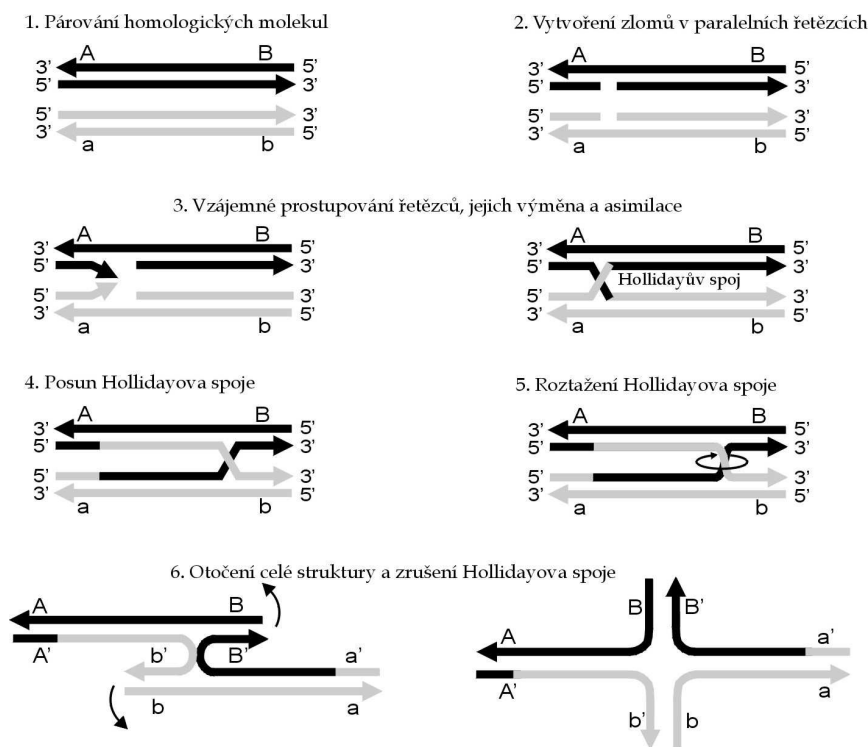 1. Párování homologických molekul
2. Vytvoření zlomů v paralelních řetězcích
A B
3’ 5’
5’ 3’
5’ 3’
3’ 5’
a b
A B
3’ 5’
5’ 3’
5’ 3’
3’ 5’
a b
3. Vzájemné prostupování řetězců, jejich výměna a asimilace
A B
3’ 5’
5’ 3’
5’ 3’
3’ 5’
a b
A B
3’ 5’
5’ 3’
Hollidayův spoj
5’ 3’
3’ 5’
a b
4. Posun Hollidayova spoje
5. Roztažení Hollidayova spoje
A B
3’ 5’
5’ 3’
5’ 3’
3’ 5’
a b
A B
3’ 5’
5’ 3’
5’ 3’
3’ 5’
a b
6. Otočení celé struktury a zrušení Hollidayova spoje
A B
A’ b’ B’ a’
b a
B B’
A a’
A’ a
b’ b